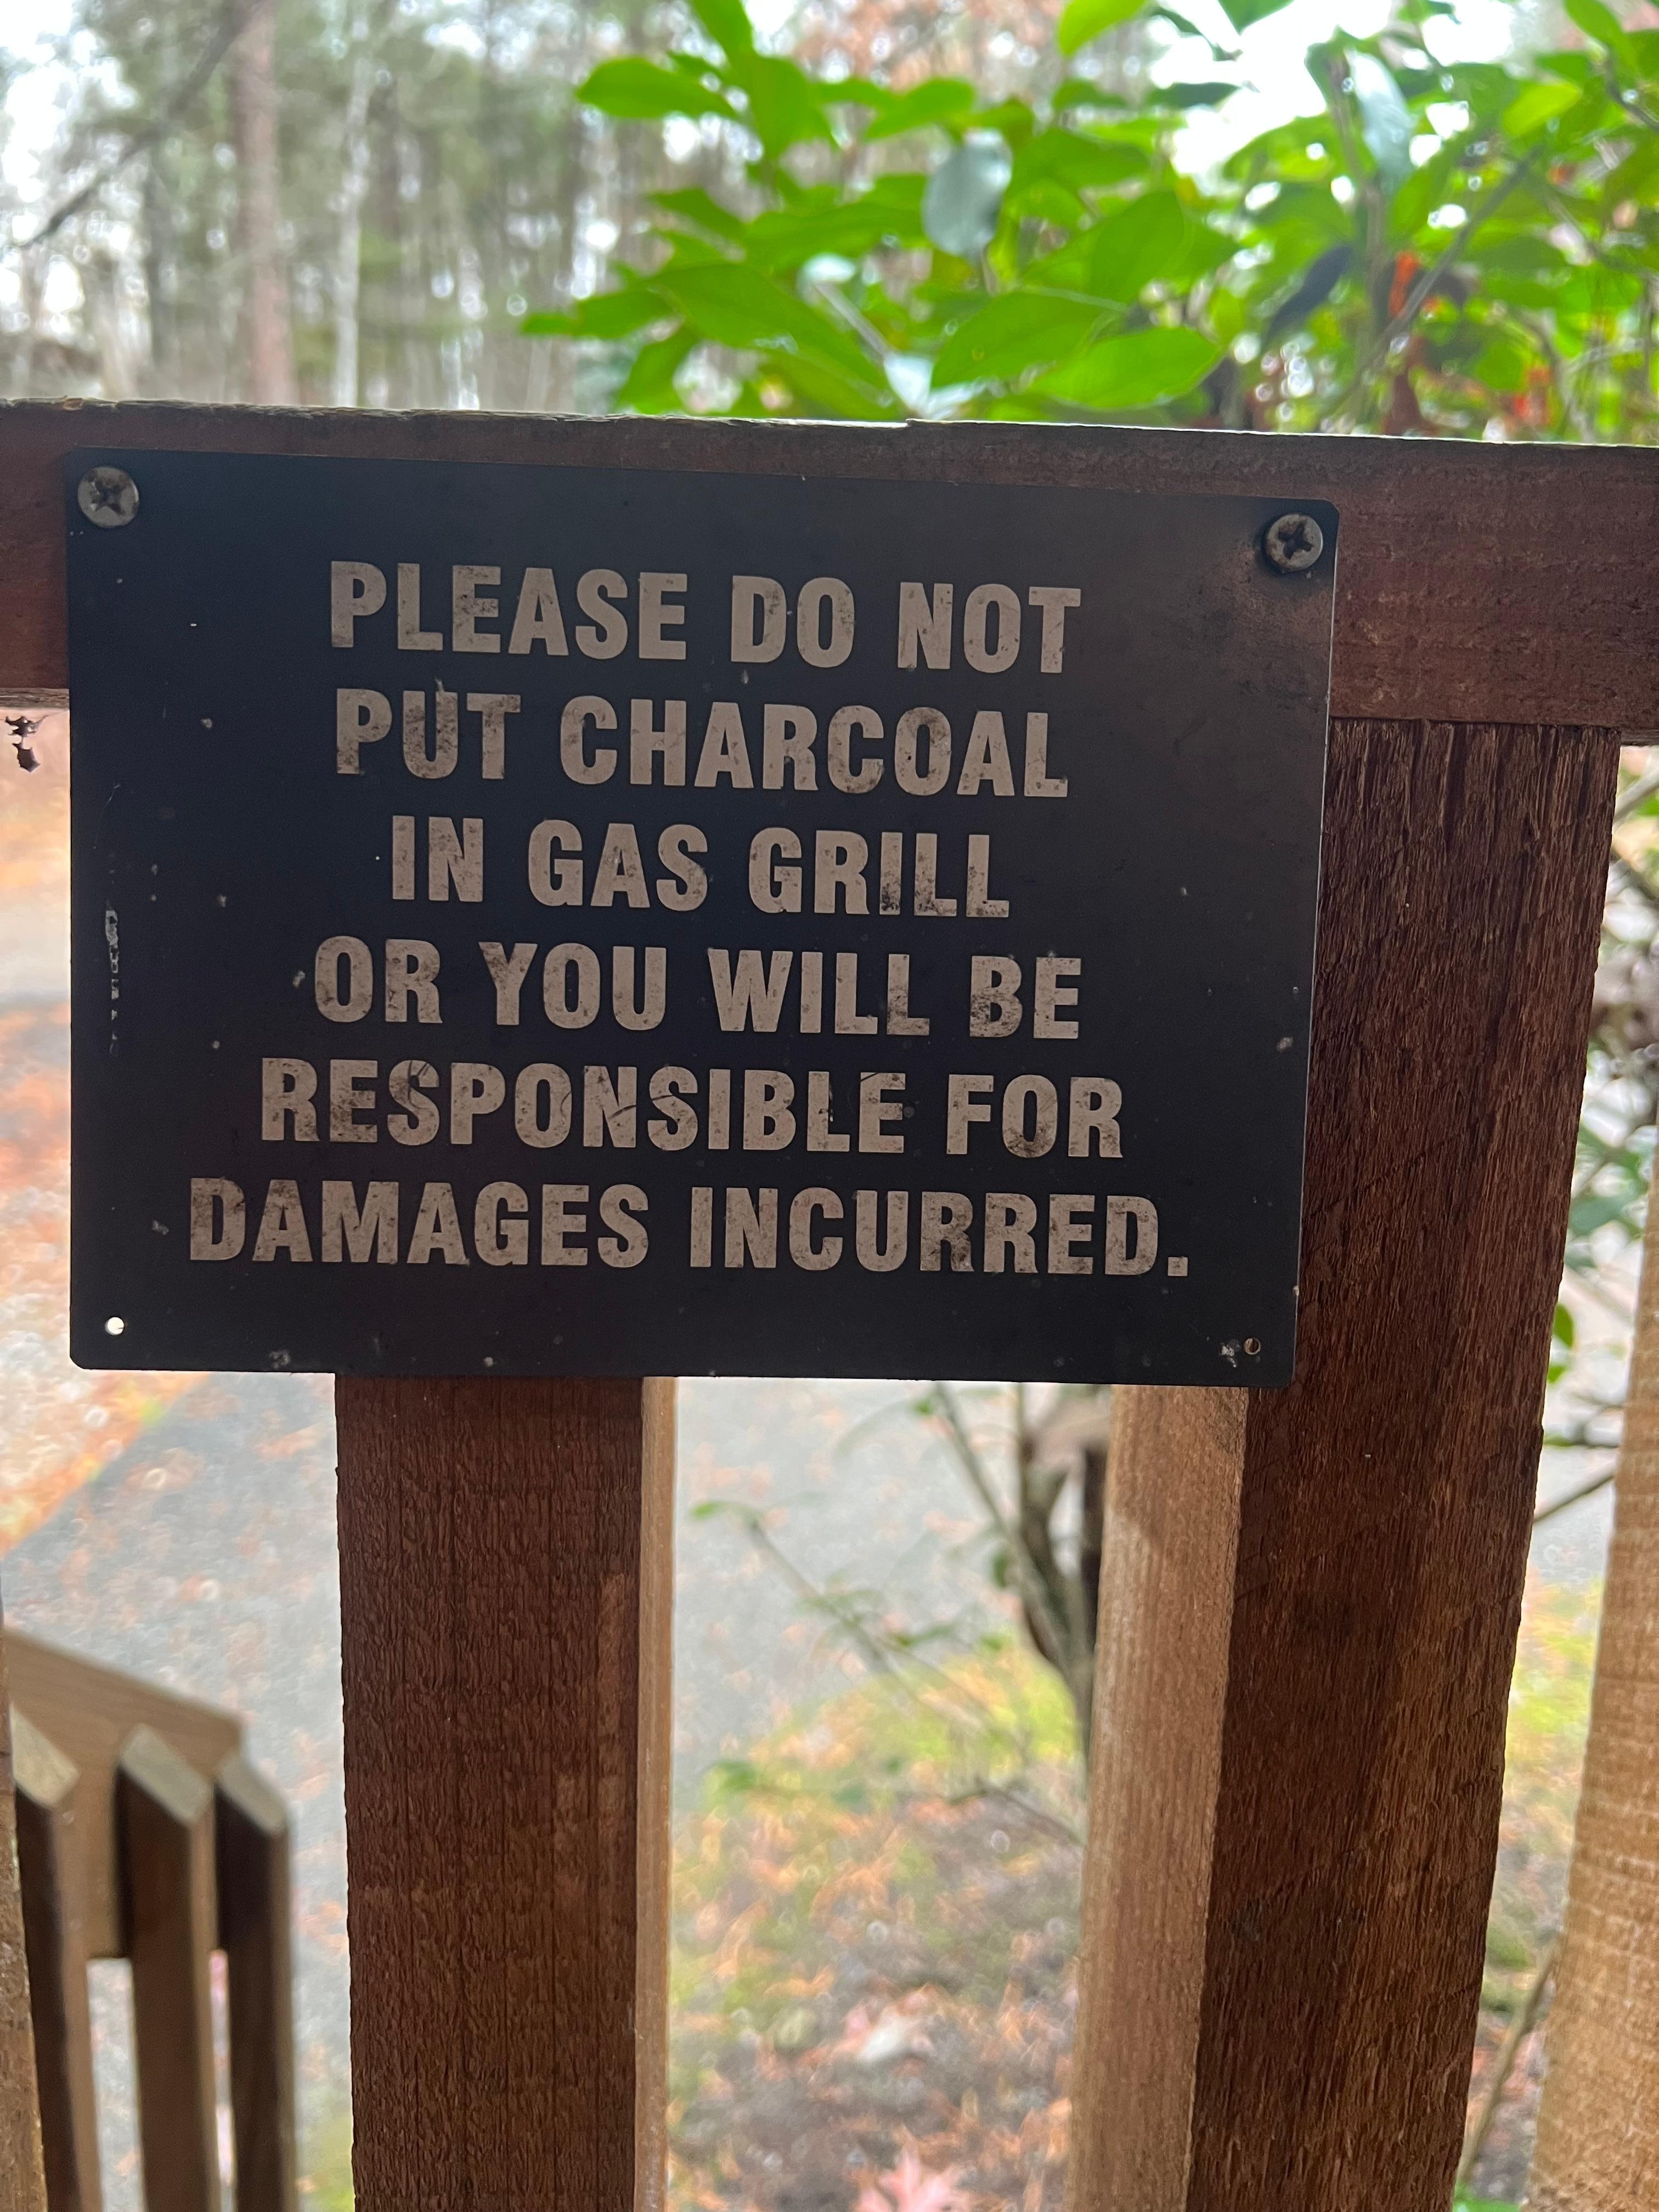 PLEASE DO NOT
PUT CHARCOAL
IN GAS GRILL
OR YOU WILL BE
RESPONSIBLE FOR
DAMAGES INCURRED.